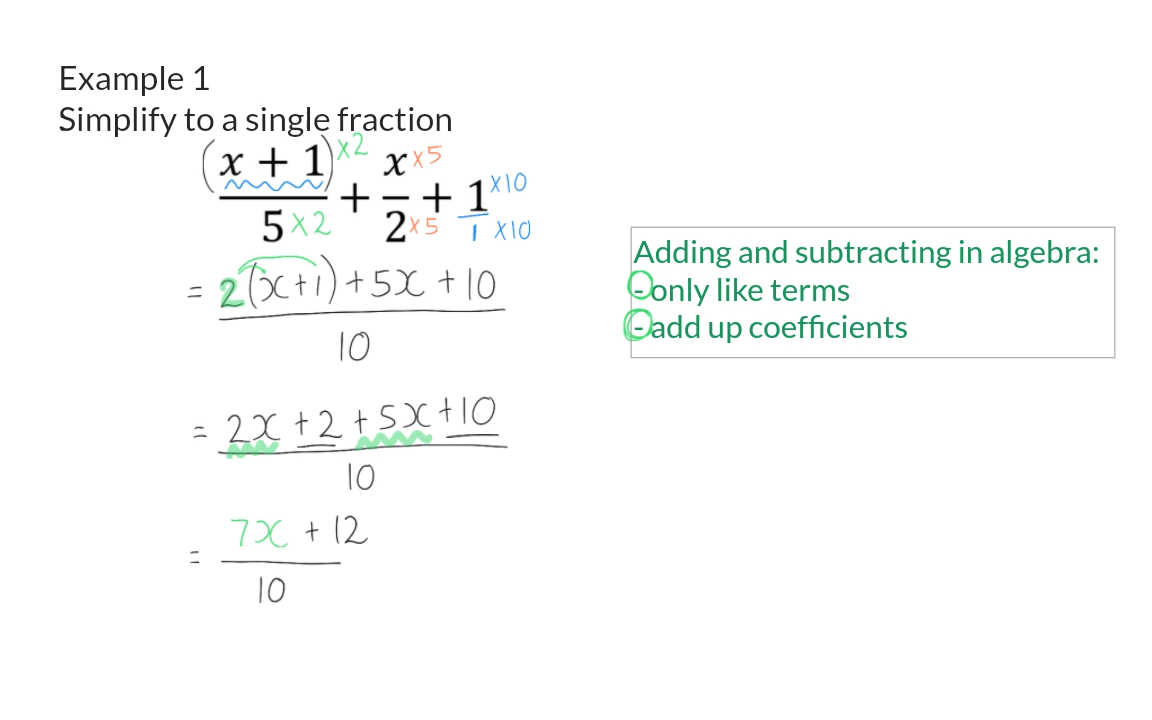 Example 1
Simplify to a single fraction
(x + 1) ×2 / 5 ×2 + x ×5 / 2 ×5 + 1 ×10 / 1 ×10
= 2(x+1) + 5x + 10 / 10
= 2x + 2 + 5x + 10 / 10
= 7x + 12 / 10
Adding and subtracting in algebra:
- only like terms
- add up coefficients